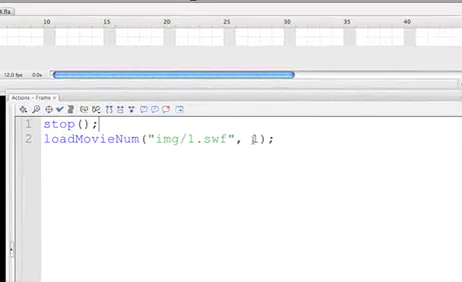 10 15 20 25 30 35 40
12.0 fps 0.0s
Actions - Frame
1 stop();
2 loadMovieNum("img/1.swf", 1);